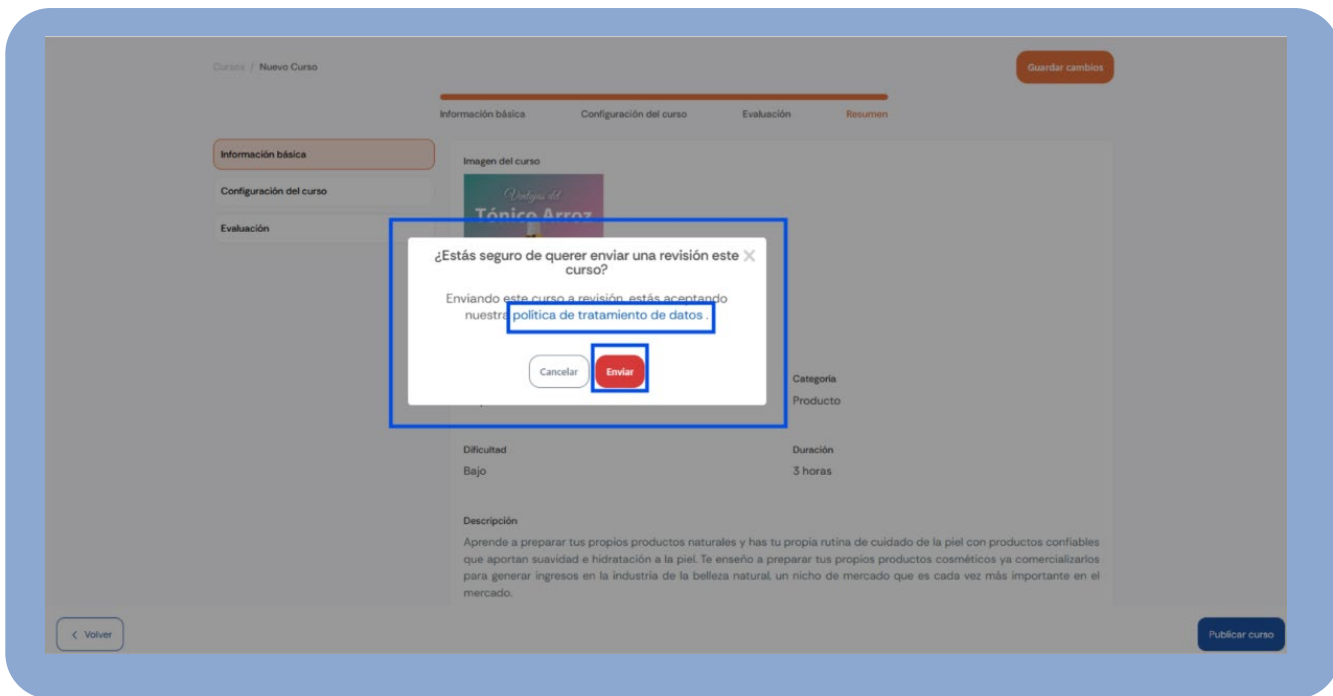 Cursos / Nuevo Curso
Guardar cambios
Información básica
Configuración del curso
Evaluación
Resumen
Información básica
Configuración del curso
Evaluación
Imagen del curso
Ventajas del
Tónico Arroz
¿Estás seguro de querer enviar una revisión este
curso?
Enviando este curso a revisión, estás aceptando
nuestra política de tratamiento de datos .
Cancelar
Enviar
Categoría
Producto
Dificultad
Bajo
Duración
3 horas
Descripción
Aprende a preparar tus propios productos naturales y has tu propia rutina de cuidado de la piel con productos confiables
que aportan suavidad e hidratación a la piel. Te enseño a preparar tus propios productos cosméticos ya comercializarlos
para generar ingresos en la industria de la belleza natural, un nicho de mercado que es cada vez más importante en el
mercado.
< Volver
Publicar curso